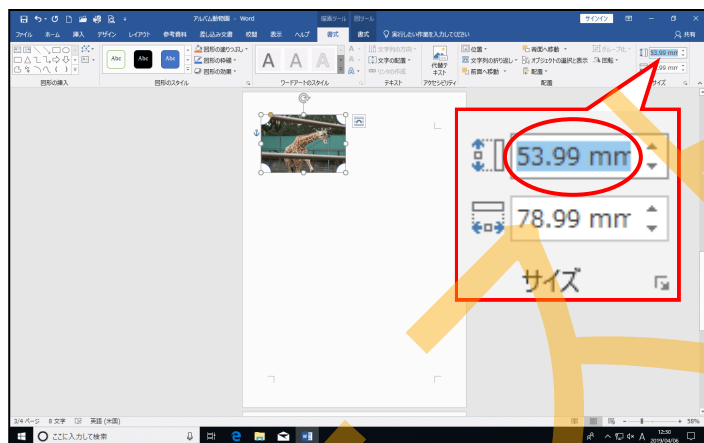 アルバム動物園 - Word
描画ツール 図ツール
サインイン
ファイル ホーム 挿入 デザイン レイアウト 参考資料 差し込み文書 校閲 表示 ヘルプ 書式 書式 実行したい作業を入力してください
共有
Abc Abc Abc
図形の塗りつぶし
図形の枠線
図形の効果
A A A
文字列の方向
文字の配置
リンクの作成
代替テ
キスト
位置
文字列の折り返し
前面へ移動
背面へ移動
オブジェクトの選択と表示
配置
グループ化
回転
53.99 mm
78.99 mm
図形の挿入 図形のスタイル ワードアートのスタイル テキスト アクセシビリティ 配置 サイズ
53.99 mm
78.99 mm
サイズ
3/4 ページ 8 文字 英語 (米国)
58%
ここに入力して検索
A
12:50
2019/04/06